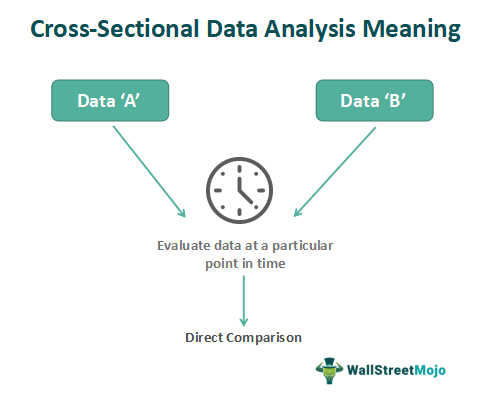 Cross-Sectional Data Analysis Meaning
Data ‘A’
Data ‘B’
Evaluate data at a particular
point in time
Direct Comparison
WallStreetMojo